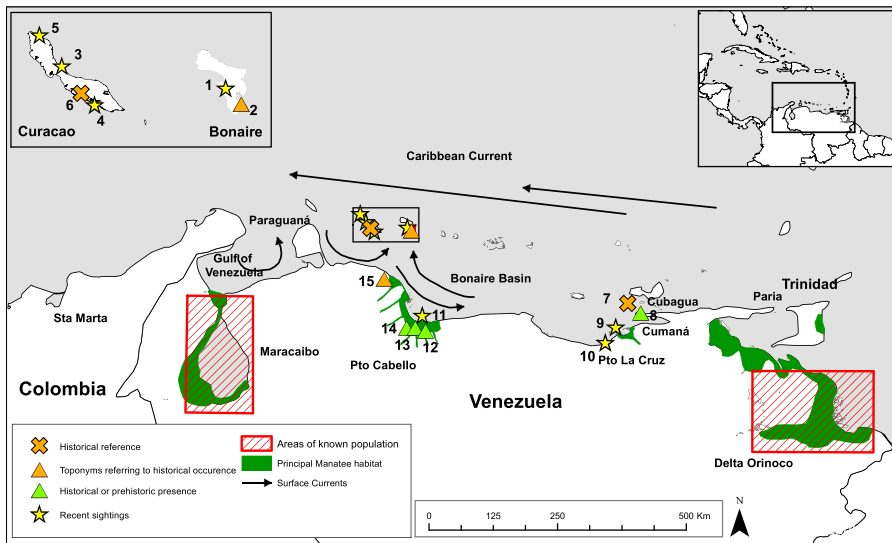 5
3
1
6
2
4
Curacao
Bonaire
Caribbean Current
Paraguaná
Gulf of
Venezuela
Bonaire Basin
Trinidad
15
7
Cubagua
Paria
Sta Marta
11
8
9
Cumaná
14
13
12
10
Maracaibo
Pto Cabello
Pto La Cruz
Colombia
Venezuela
Delta Orinoco
Historical reference
Toponyms referring to historical occurence
Historical or prehistoric presence
Recent sightings
Areas of known population
Principal Manatee habitat
Surface Currents
0 125 250 500 Km
N